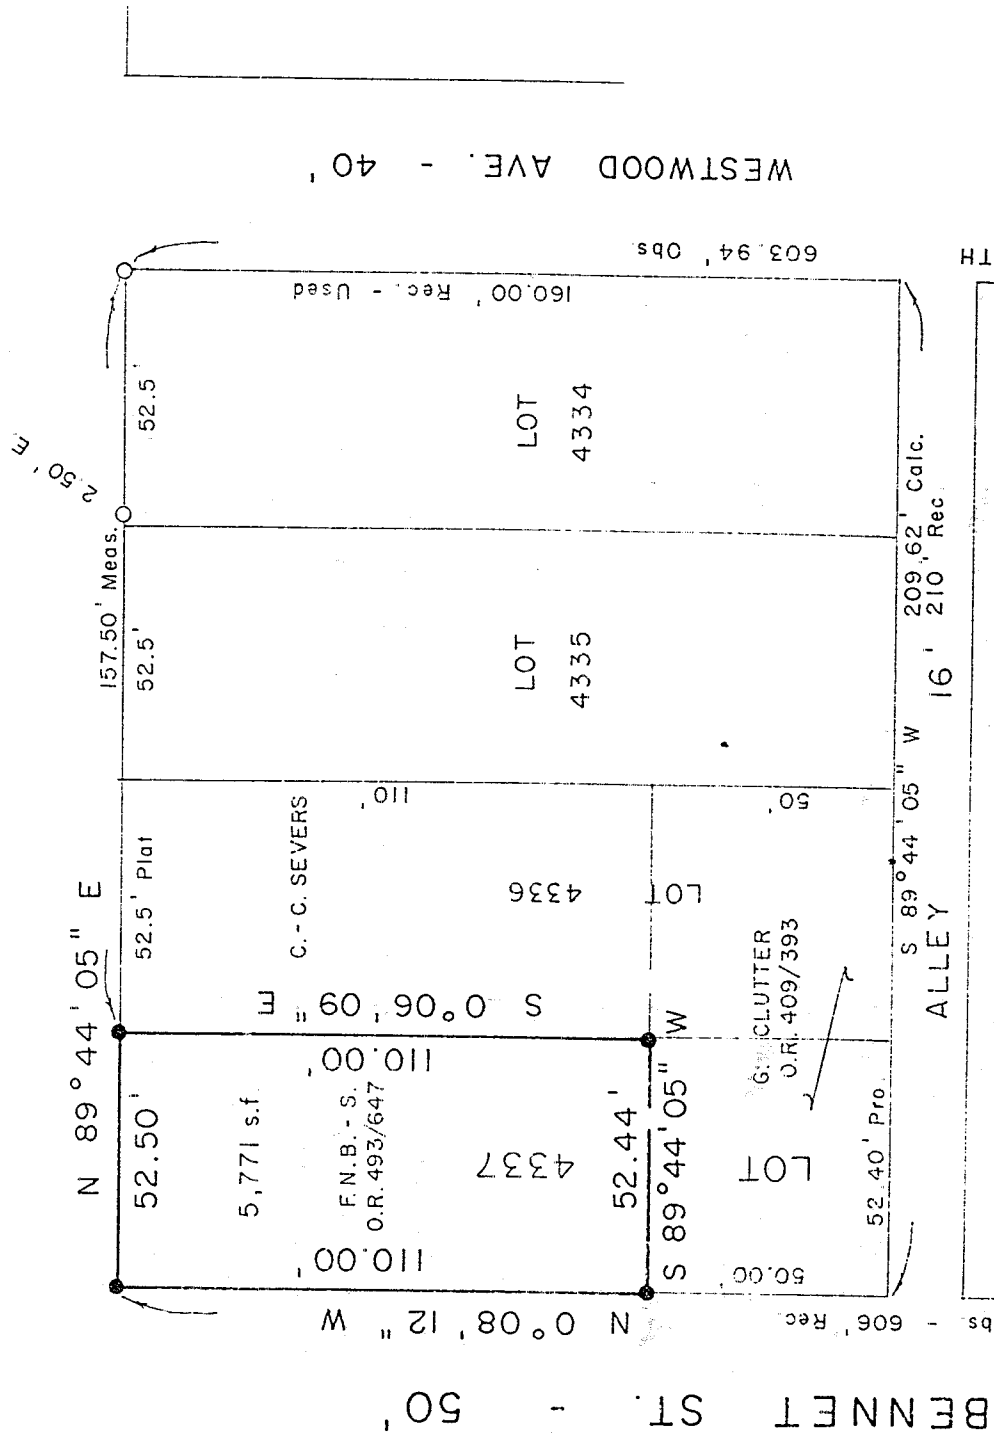 WESTWOOD AVE. - 40'
603.94' Obs.
160.00' Rec. - Used
TH
2.50' E.
52.5'
LOT
4334
157.50' Meas.
52.5'
LOT
4335
209.62' Calc.
210' Rec
16'
ALLEY
S 89°44'05" W
52.5' Plat
C. - C. SEVERS
110'
50'
4336
LOT
N 89°44'05" E
S 0°06'09" E
110.00'
52.50'
5,771 s.f
F.N.B. - S.
O.R. 493/647
4337
LOT
110.00'
52.44'
S 89°44'05" W
G. CLUTTER
O.R. 409/393
52.40' Pro.
50.00'
N 0°08'12" W
bs. - 606' Rec.
BENNET ST. - 50'